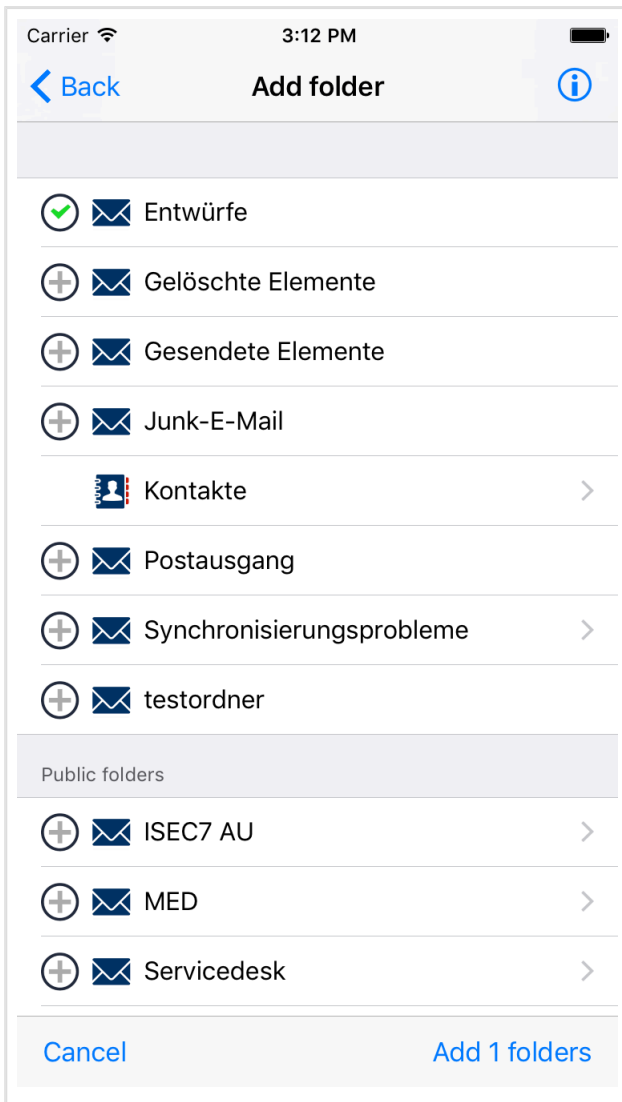 Carrier 3:12 PM
Back Add folder
Entwürfe
Gelöschte Elemente
Gesendete Elemente
Junk-E-Mail
Kontakte
Postausgang
Synchronisierungsprobleme
testordner
Public folders
ISEC7 AU
MED
Servicedesk
Cancel Add 1 folders